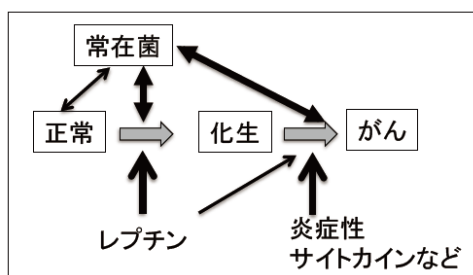 常在菌
正常
化生
がん
レプチン
炎症性
サイトカインなど